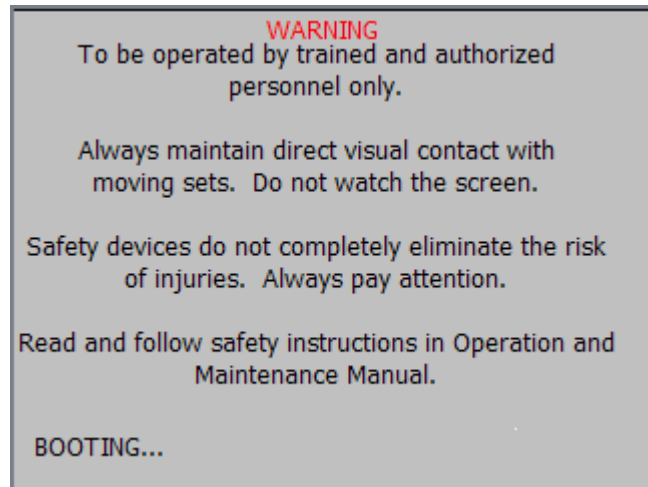 WARNING
To be operated by trained and authorized
personnel only.
Always maintain direct visual contact with
moving sets.  Do not watch the screen.
Safety devices do not completely eliminate the risk
of injuries.  Always pay attention.
Read and follow safety instructions in Operation and
Maintenance Manual.
BOOTING...